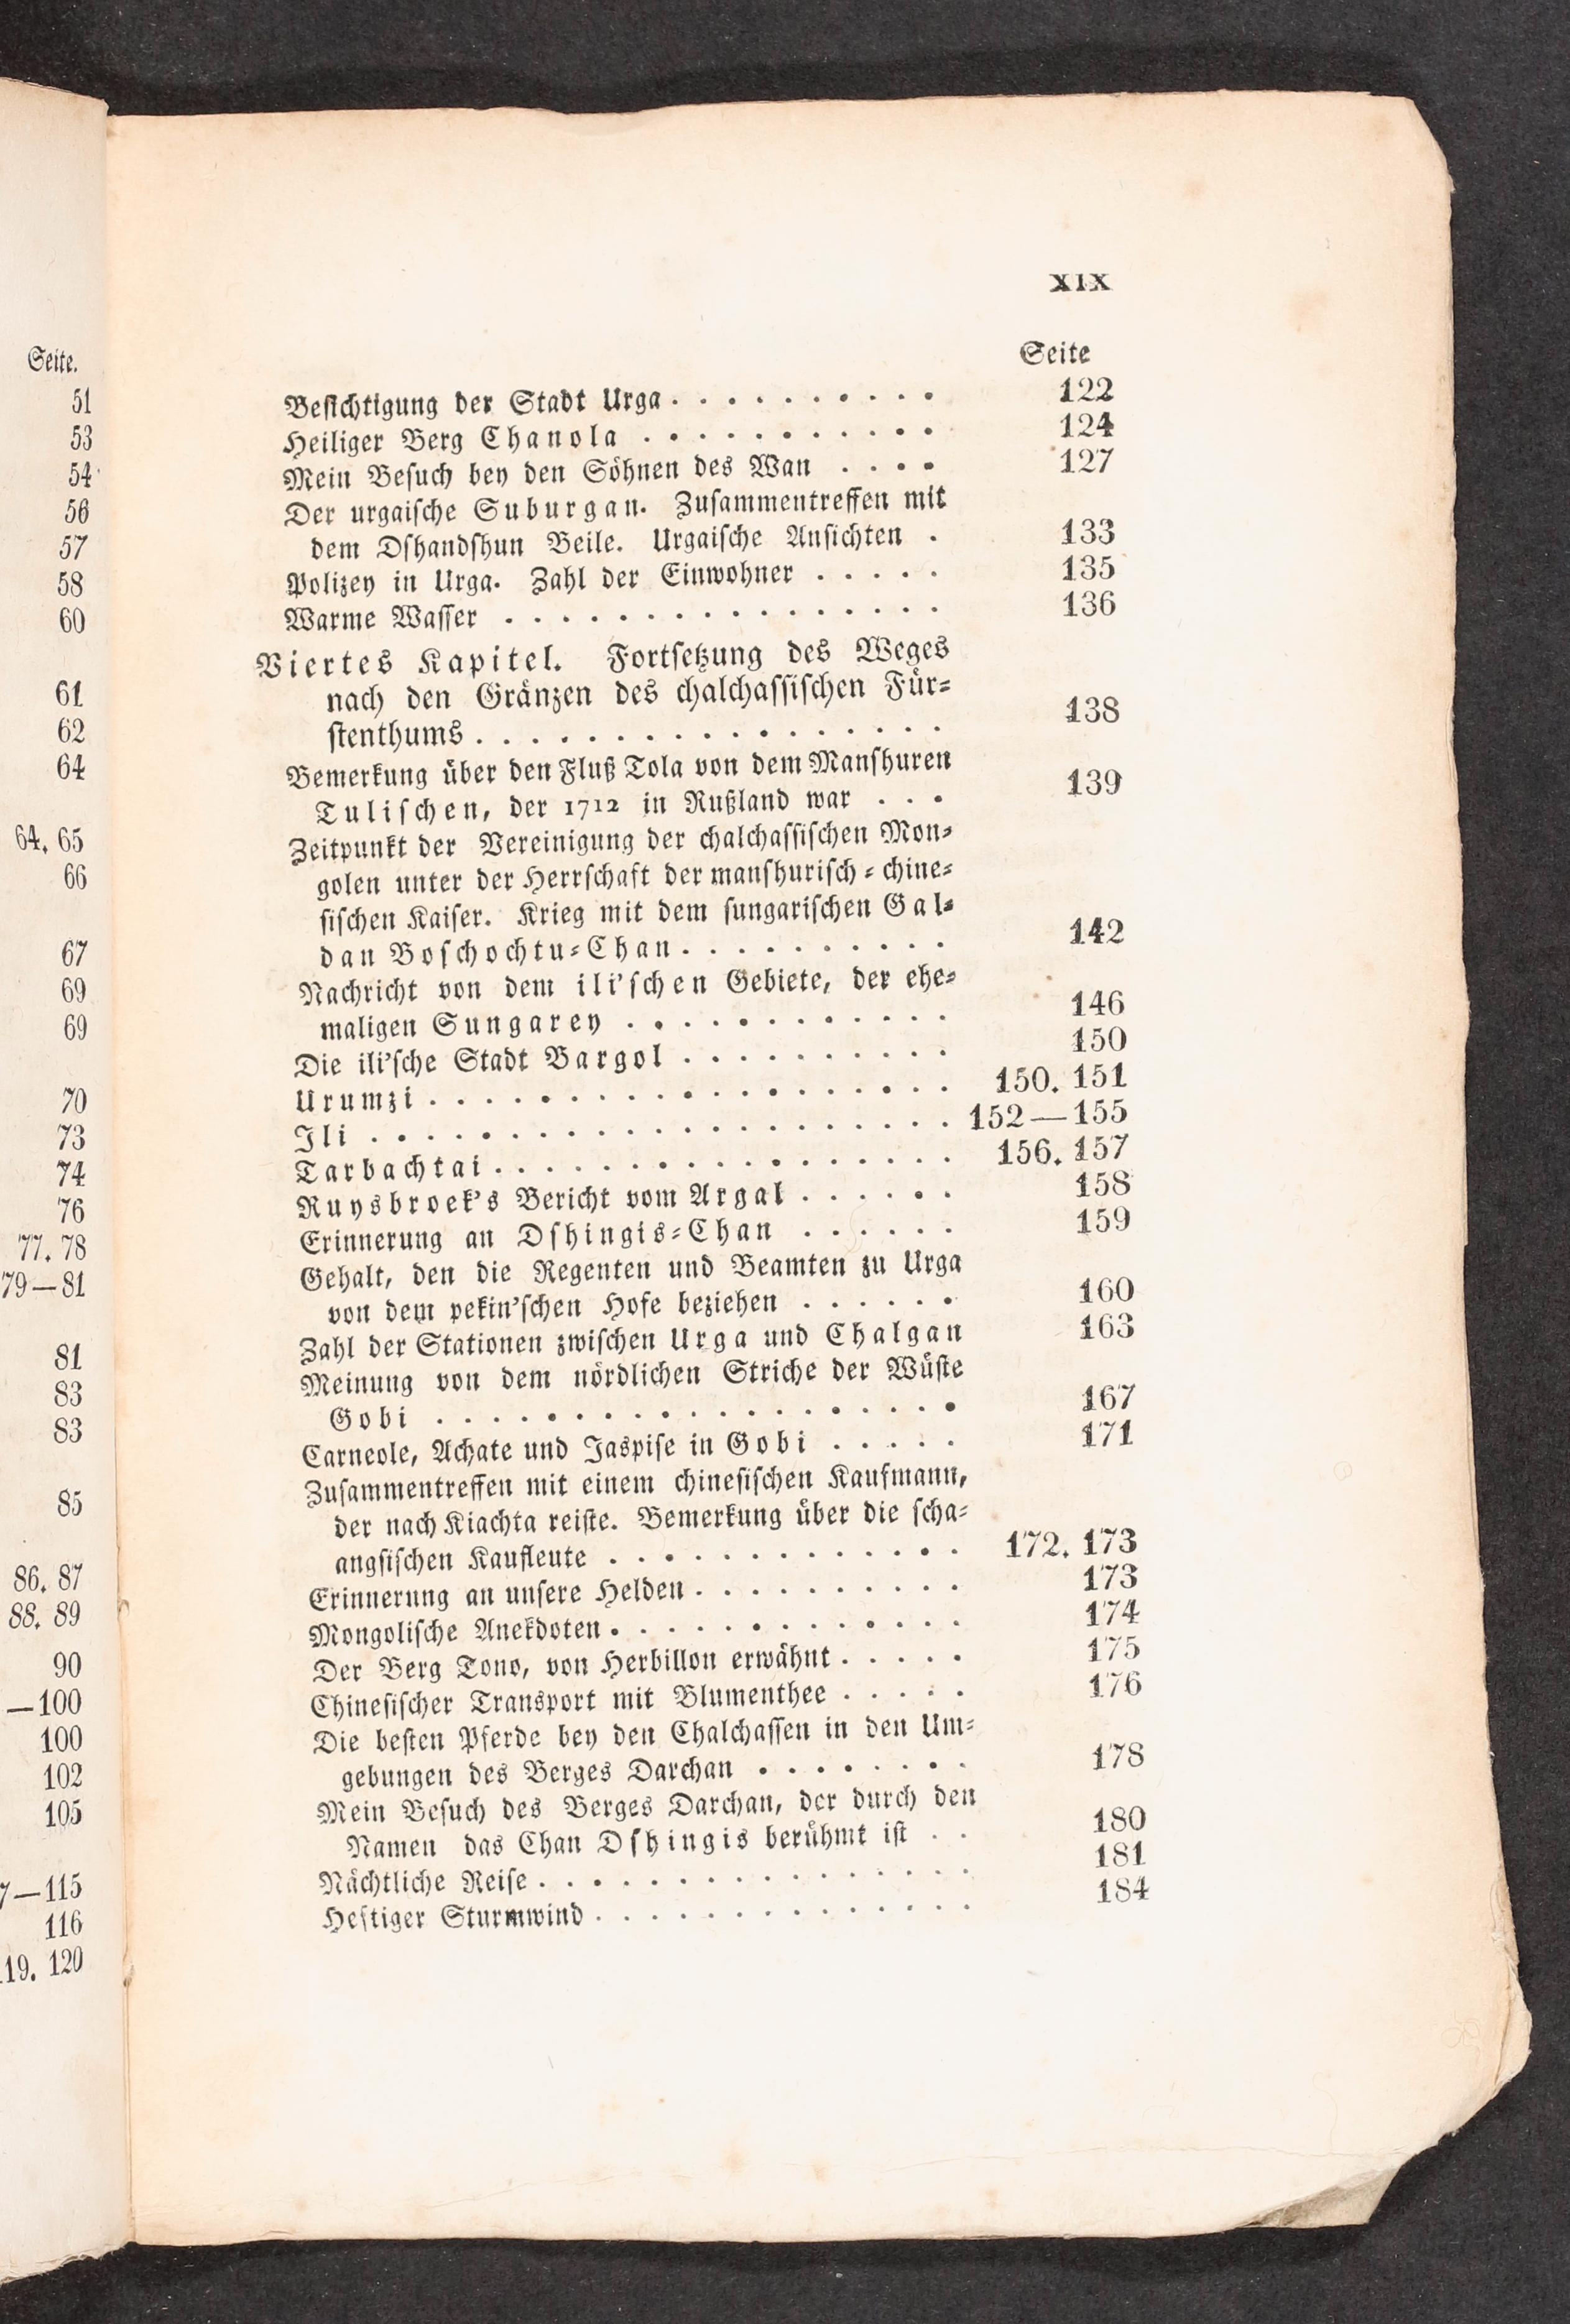 Seite.
51
53
54
56
57
58
60
61
62
64
64. 65
66
67
69
69
70
73
74
76
77. 78
79—81
81
83
83
85
86. 87
88. 89
90
—100
100
102
105
7—115
116
19. 120
XIX
Seite
Beſichtigung der Stadt Urga . . . . . . . . . . 122
Heiliger Berg Chanola . . . . . . . . . . . 124
Mein Beſuch bey den Söhnen des Wan . . . . 127
Der urgaiſche Suburgan. Zuſammentreffen mit
dem Dſhandſhun Beile. Urgaiſche Anſichten . 133
Polizey in Urga. Zahl der Einwohner . . . . . 135
Warme Waſſer . . . . . . . . . . . . . . . . 136
Viertes Kapitel. Fortſetzung des Weges
nach den Gränzen des chalchaſſiſchen Für-
ſtenthums . . . . . . . . . . . . . . . . . 138
Bemerkung über den Fluß Tola von dem Manſhuren
Tuliſchen, der 1712 in Rußland war . . . 139
Zeitpunkt der Vereinigung der chalchaſſiſchen Mon-
golen unter der Herrſchaft der manſhuriſch-chine-
ſiſchen Kaiſer. Krieg mit dem ſungariſchen Gal-
dan Boſchochtu-Chan . . . . . . . . . . 142
Nachricht von dem ili'ſchen Gebiete, der ehe-
maligen Sungarey . . . . . . . . . . . . 146
Die ili'ſche Stadt Bargol . . . . . . . . . . 150
Urumzi . . . . . . . . . . . . . . . . . . . 150. 151
Ili . . . . . . . . . . . . . . . . . . . . . 152—155
Tarbachtai . . . . . . . . . . . . . . . . . 156. 157
Ruysbroek's Bericht vom Argal . . . . . . 158
Erinnerung an Dſhingis-Chan . . . . . . 159
Gehalt, den die Regenten und Beamten zu Urga
von dem pekin'ſchen Hofe beziehen . . . . . . 160
Zahl der Stationen zwiſchen Urga und Chalgan 163
Meinung von dem nördlichen Striche der Wüſte
Gobi . . . . . . . . . . . . . . . . . . . 167
Carneole, Achate und Jaspiſe in Gobi . . . . . 171
Zuſammentreffen mit einem chineſiſchen Kaufmann,
der nach Kiachta reiſte. Bemerkung über die ſcha-
angſiſchen Kaufleute . . . . . . . . . . . . . 172. 173
Erinnerung an unſere Helden . . . . . . . . . . 173
Mongoliſche Anekdoten . . . . . . . . . . . . . 174
Der Berg Tono, von Herbillon erwähnt . . . . . 175
Chineſiſcher Transport mit Blumenthee . . . . . 176
Die beſten Pferde bey den Chalchaſſen in den Um-
gebungen des Berges Darchan . . . . . . . . 178
Mein Beſuch des Berges Darchan, der durch den
Namen das Chan Dſhingis berühmt iſt . . 180
Nächtliche Reiſe . . . . . . . . . . . . . . . . 181
Heftiger Sturmwind . . . . . . . . . . . . . . 184